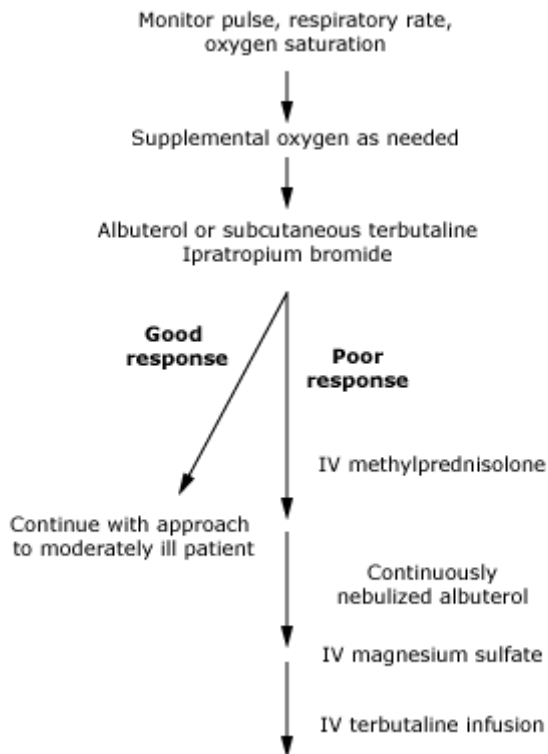 Monitor pulse, respiratory rate,
oxygen saturation
Supplemental oxygen as needed
Albuterol or subcutaneous terbutaline
Ipratropium bromide
Good
response
Poor
response
IV methylprednisolone
Continue with approach
to moderately ill patient
Continuously
nebulized albuterol
IV magnesium sulfate
IV terbutaline infusion